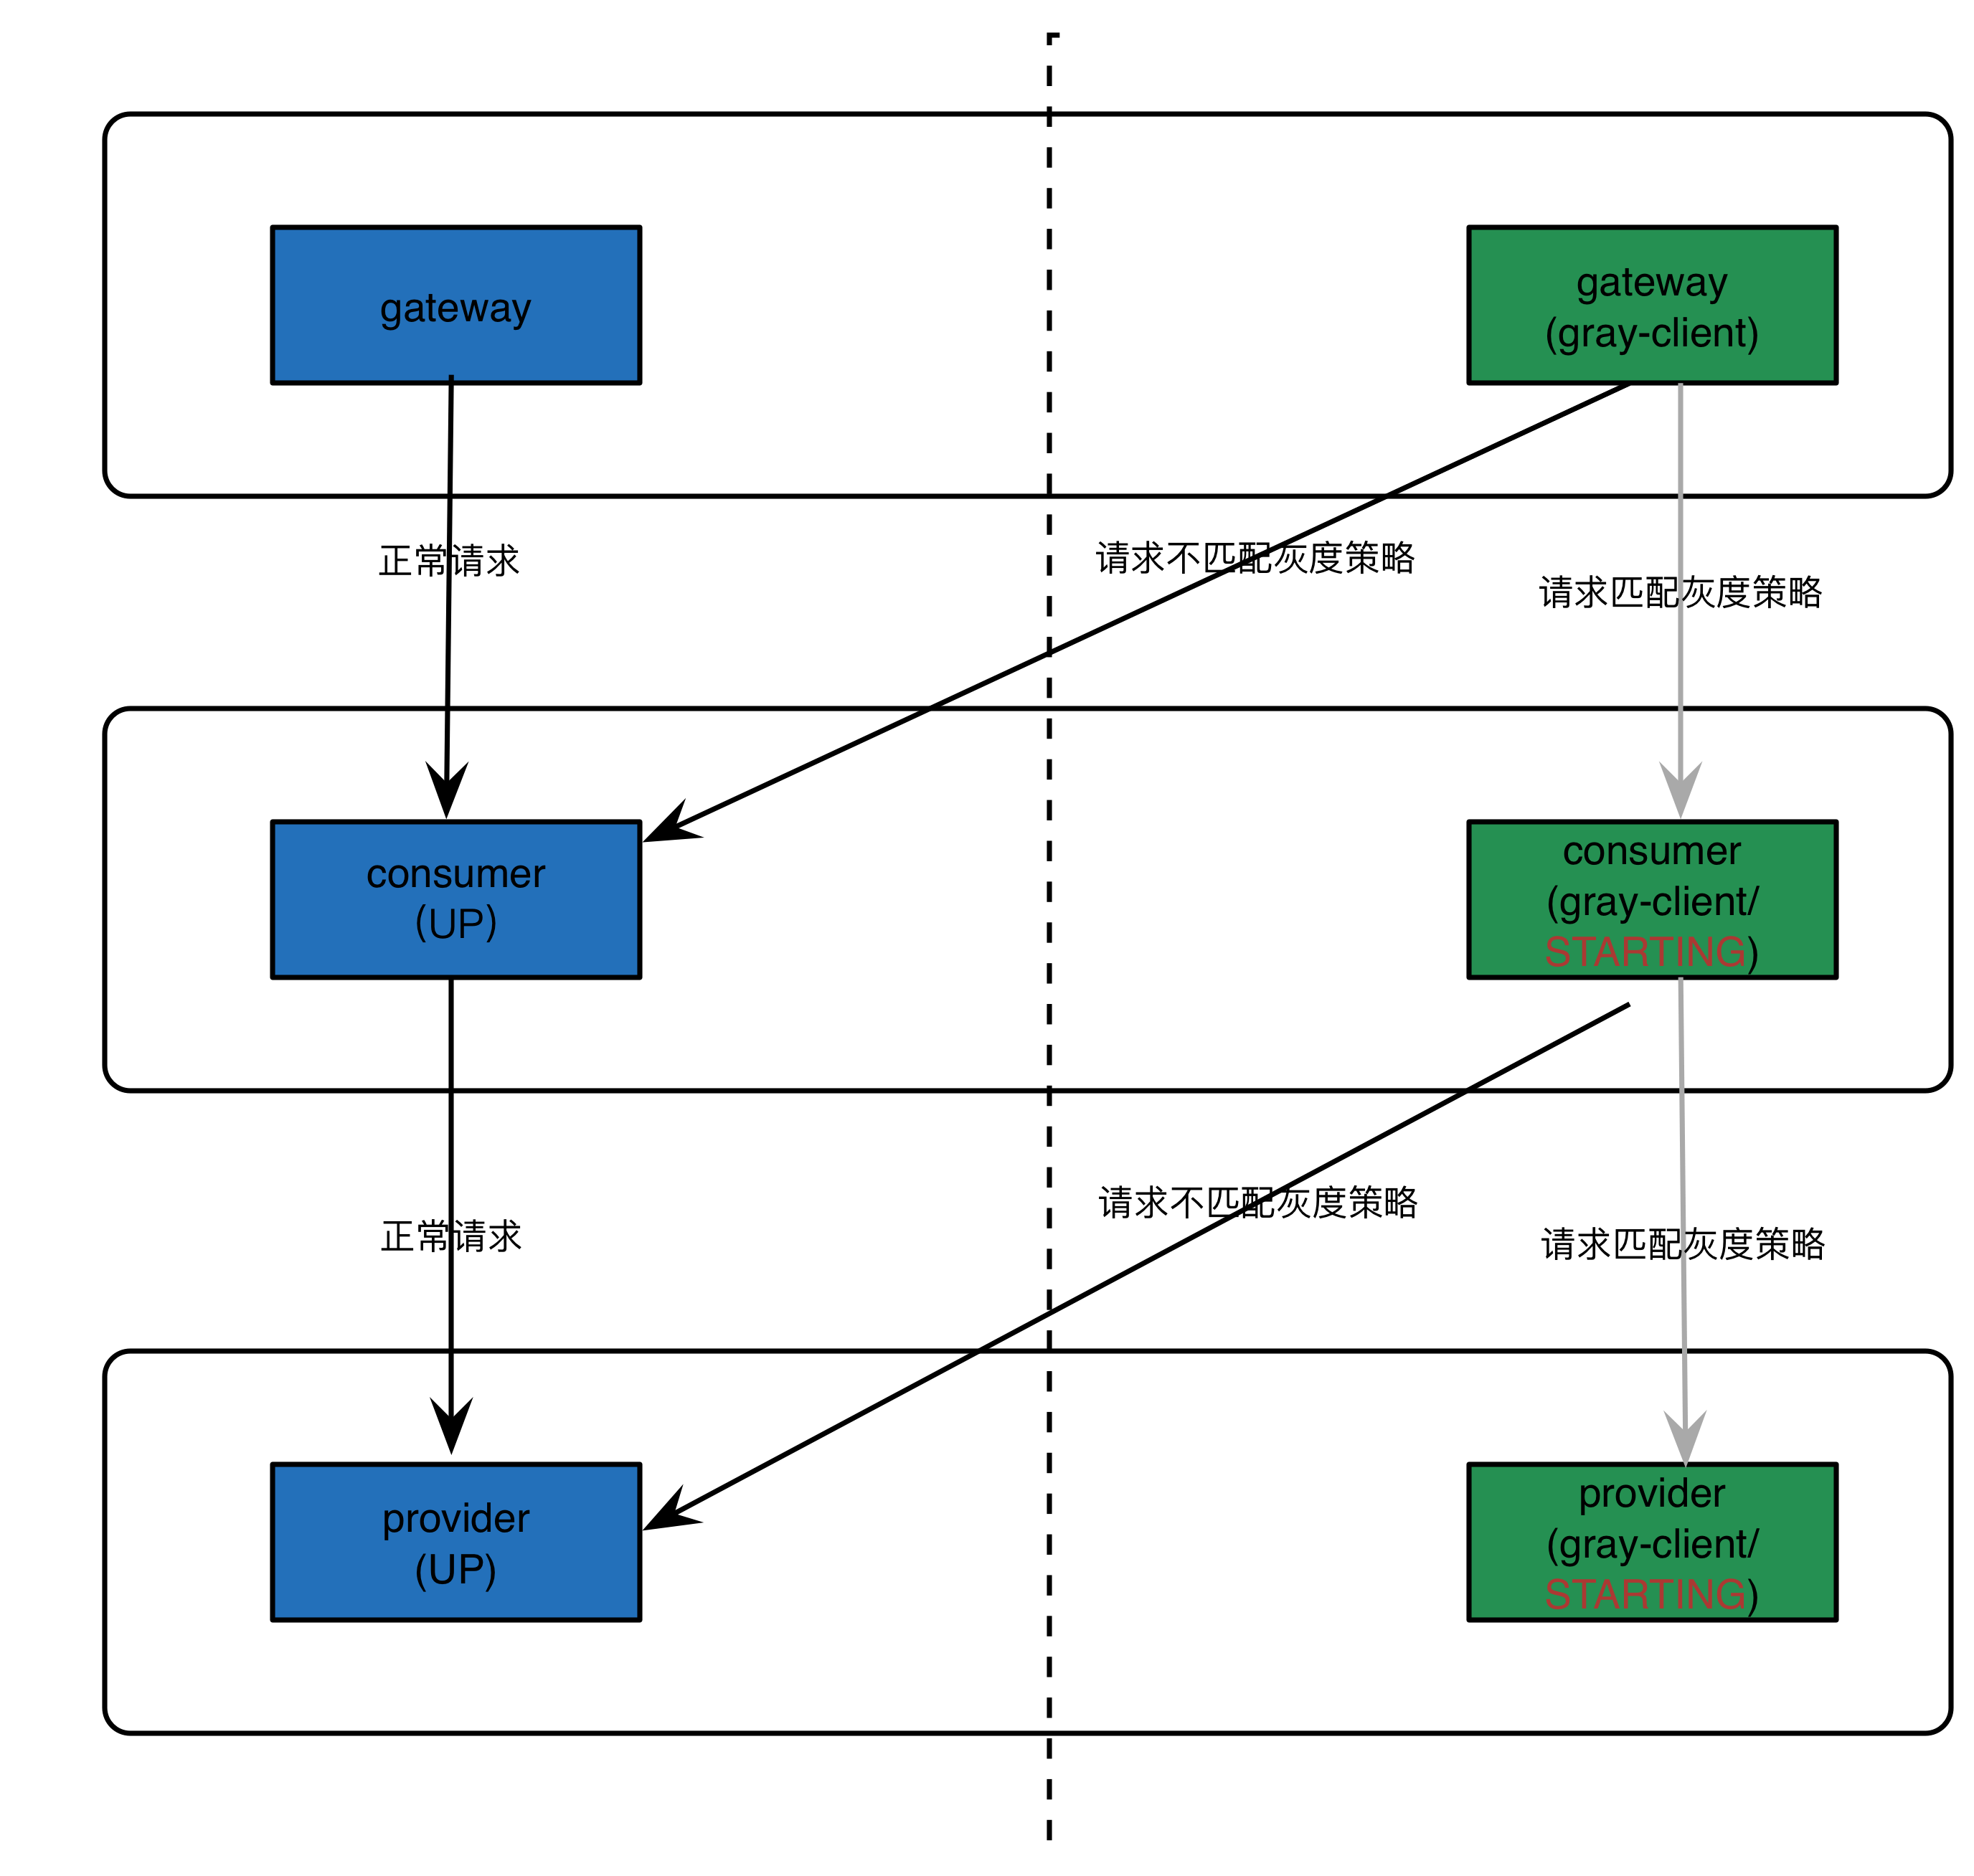 gateway
gateway
(gray-client)
正常请求
请求不匹配灰度策略
请求匹配灰度策略
consumer
(UP)
consumer
(gray-client/
STARTING)
正常请求
请求不匹配灰度策略
请求匹配灰度策略
provider
(UP)
provider
(gray-client/
STARTING)